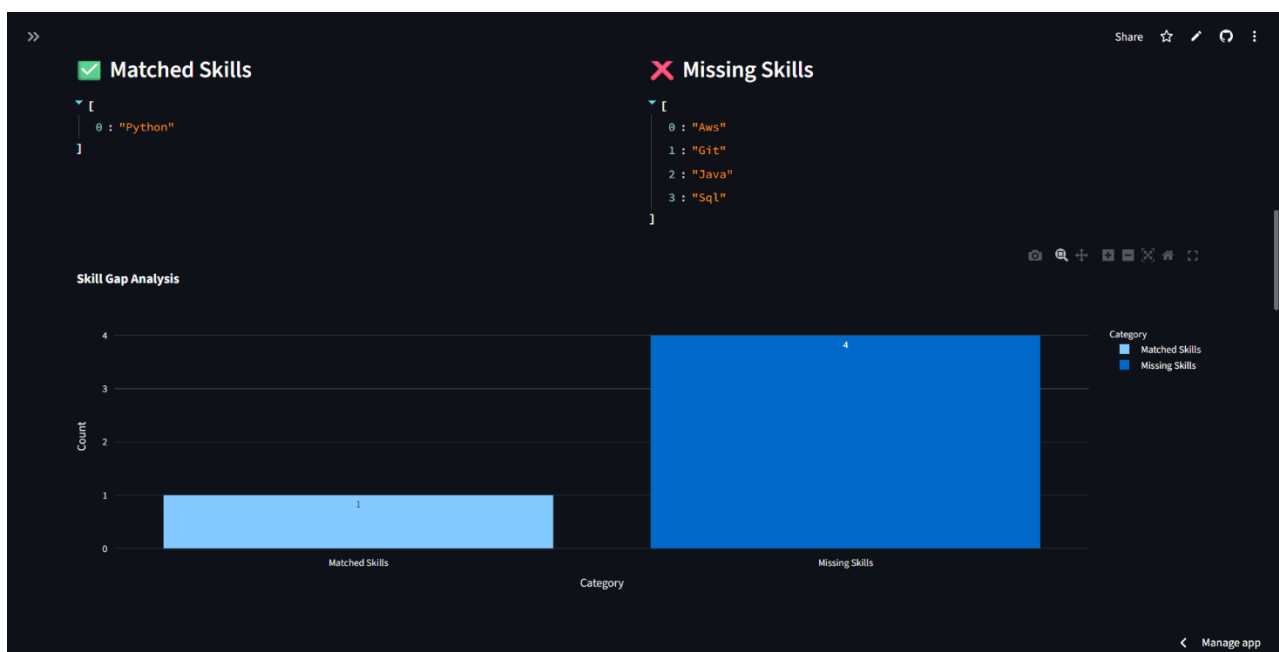 Share
✅ Matched Skills
❌ Missing Skills
[
0 : "Python"
]
[
0 : "Aws"
1 : "Git"
2 : "Java"
3 : "Sql"
]
Skill Gap Analysis
4
3
2
1
0
Count
1
4
Matched Skills
Missing Skills
Category
Category
Matched Skills
Missing Skills
Manage app